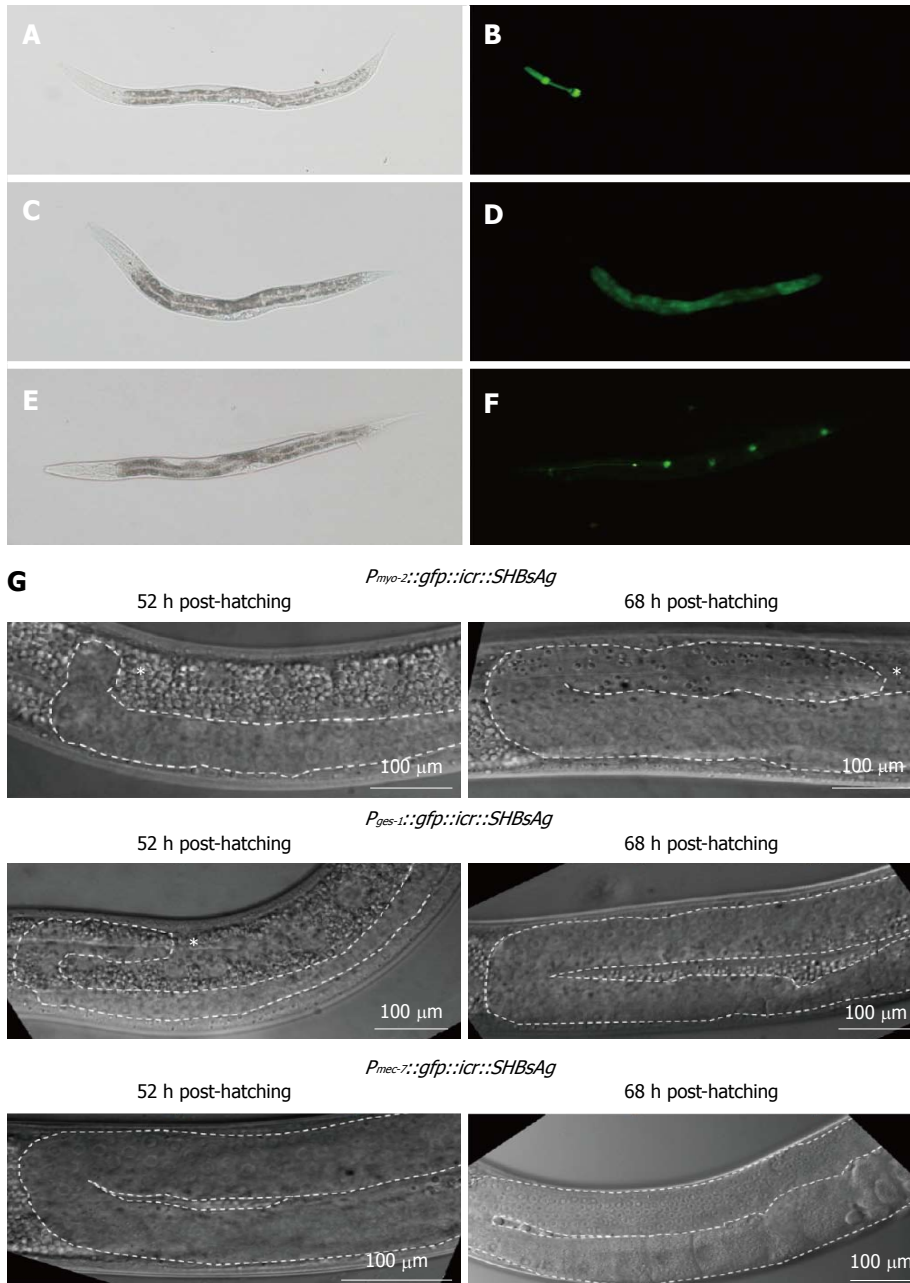 A
B
C
D
E
F
G
Pmyo-2::gfp::icr::SHBsAg
52 h post-hatching
68 h post-hatching
*
*
100 μm
100 μm
Pges-1::gfp::icr::SHBsAg
52 h post-hatching
68 h post-hatching
*
100 μm
100 μm
Pmec-7::gfp::icr::SHBsAg
52 h post-hatching
68 h post-hatching
100 μm
100 μm